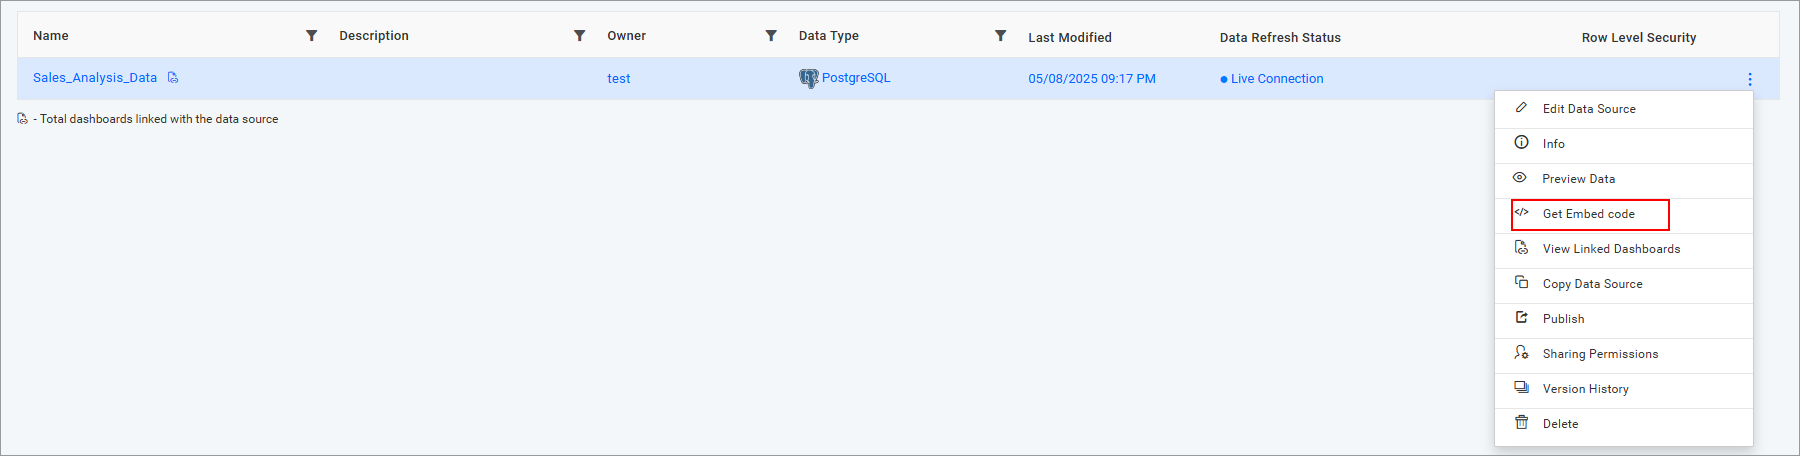 Name Description Owner Data Type Last Modified Data Refresh Status Row Level Security
Sales_Analysis_Data test PostgreSQL 05/08/2025 09:17 PM Live Connection
- Total dashboards linked with the data source
Edit Data Source
Info
Preview Data
Get Embed code
View Linked Dashboards
Copy Data Source
Publish
Sharing Permissions
Version History
Delete